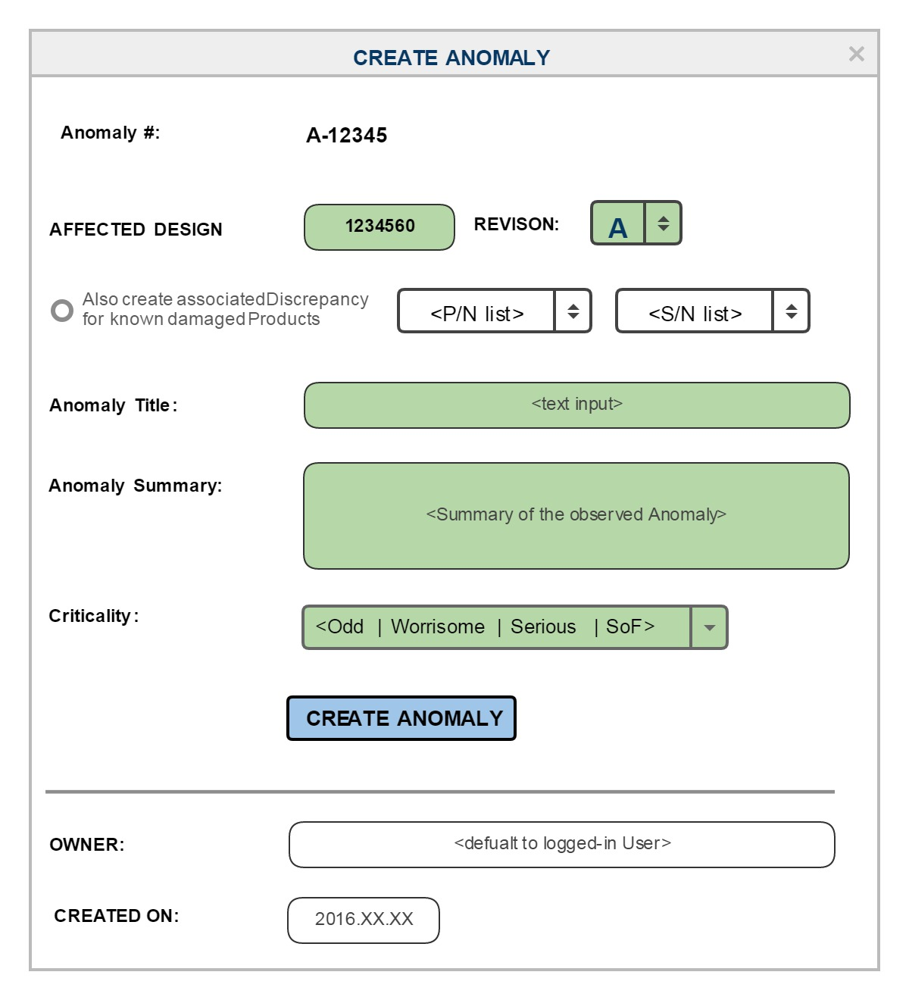 CREATE ANOMALY
Anomaly #: A-12345
AFFECTED DESIGN 1234560 REVISON: A
Also create associatedDiscrepancy
for known damagedProducts
<P/N list> <S/N list>
Anomaly Title: <text input>
Anomaly Summary: <Summary of the observed Anomaly>
Criticality: <Odd | Worrisome | Serious | SoF>
CREATE ANOMALY
OWNER: <defualt to logged-in User>
CREATED ON: 2016.XX.XX